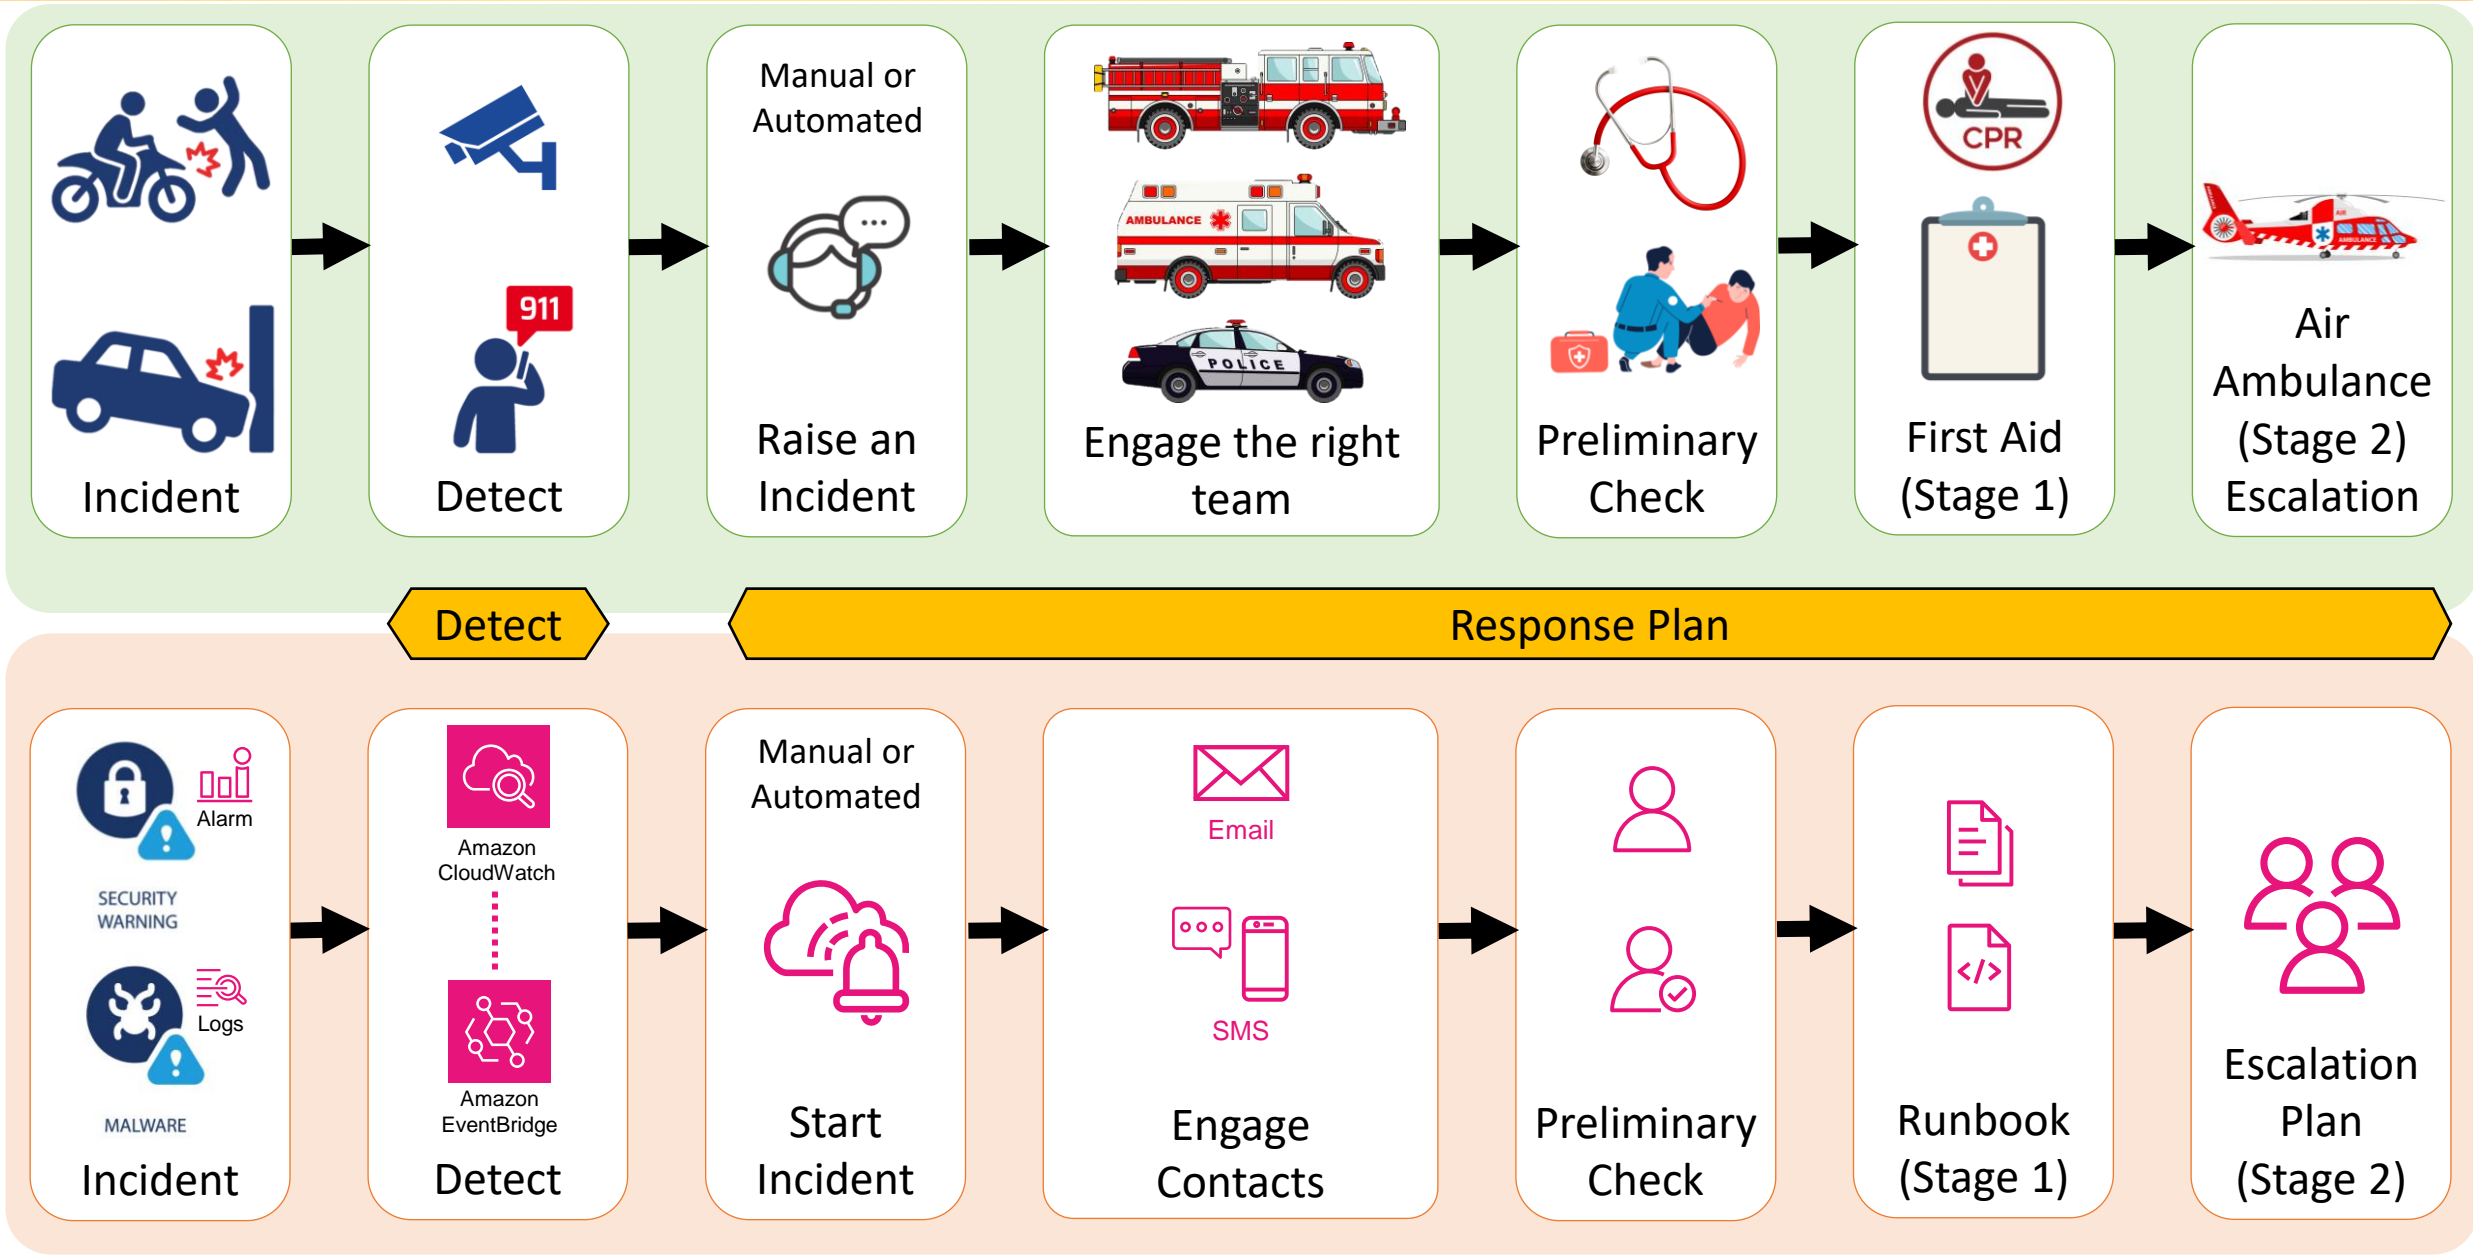 Incident
911
Detect
Manual or
Automated
Raise an
Incident
AMBULANCE
POLICE
Engage the right
team
Preliminary
Check
CPR
First Aid
(Stage 1)
AIR
AMBULANCE
Air
Ambulance
(Stage 2)
Escalation
Detect
Response Plan
Alarm
SECURITY
WARNING
Logs
MALWARE
Incident
Amazon
CloudWatch
Amazon
EventBridge
Detect
Manual or
Automated
Start
Incident
Email
SMS
Engage
Contacts
Preliminary
Check
</>
Runbook
(Stage 1)
Escalation
Plan
(Stage 2)